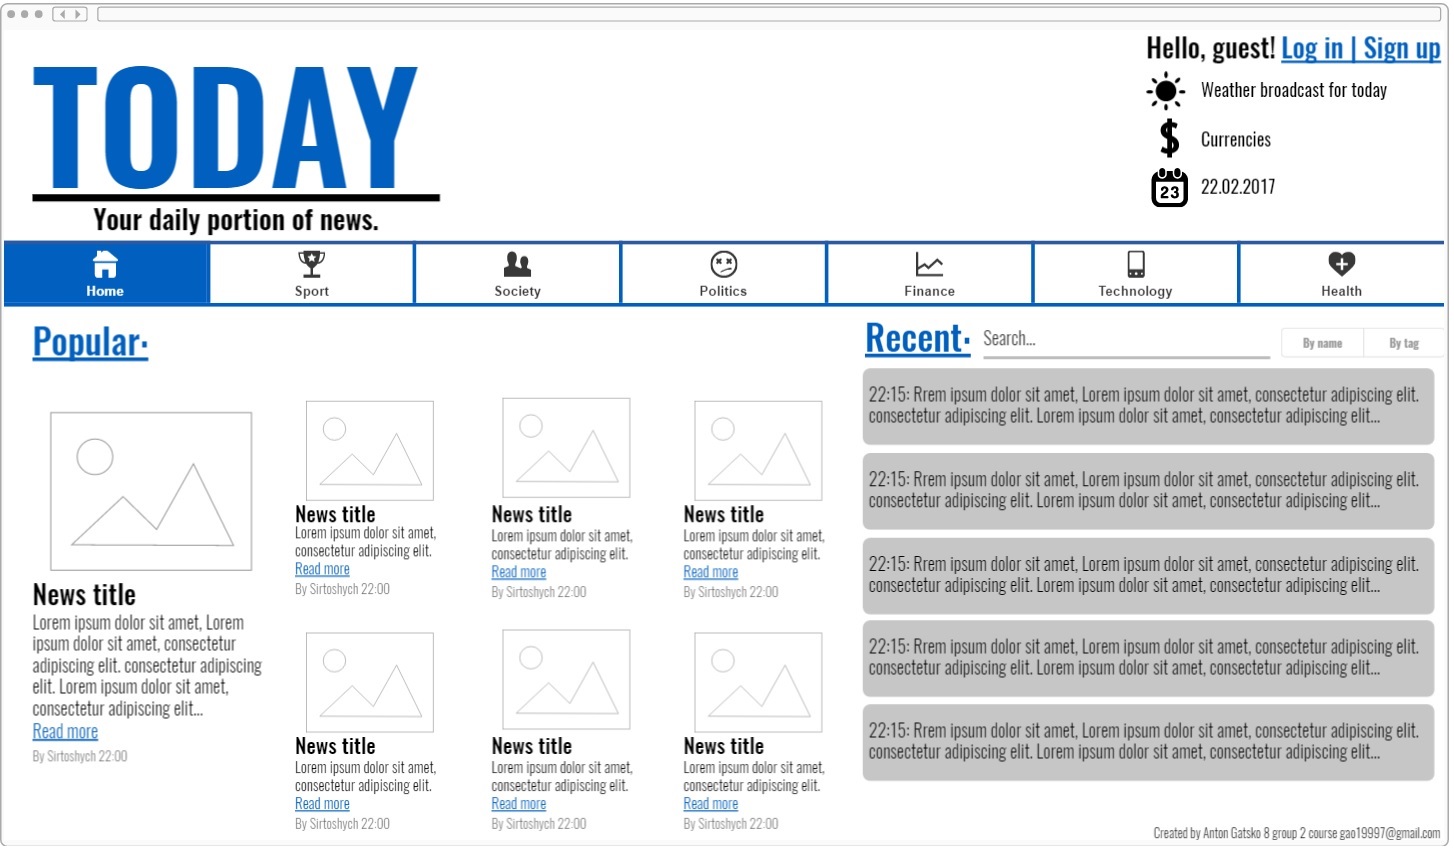 Hello, guest! Log in | Sign up
TODAY
Your daily portion of news.
Weather broadcast for today
$ Currencies
23 22.02.2017
Home
Sport
Society
Politics
Finance
Technology
Health
Popular·
News title
Lorem ipsum dolor sit amet, Lorem
ipsum dolor sit amet, consectetur
adipiscing elit. consectetur adipiscing
elit. Lorem ipsum dolor sit amet,
consectetur adipiscing elit...
Read more
By Sirtoshych 22:00
News title
Lorem ipsum dolor sit amet,
consectetur adipiscing elit.
Read more
By Sirtoshych 22:00
News title
Lorem ipsum dolor sit amet,
consectetur adipiscing elit.
Read more
By Sirtoshych 22:00
News title
Lorem ipsum dolor sit amet,
consectetur adipiscing elit.
Read more
By Sirtoshych 22:00
News title
Lorem ipsum dolor sit amet,
consectetur adipiscing elit.
Read more
By Sirtoshych 22:00
News title
Lorem ipsum dolor sit amet,
consectetur adipiscing elit.
Read more
By Sirtoshych 22:00
News title
Lorem ipsum dolor sit amet,
consectetur adipiscing elit.
Read more
By Sirtoshych 22:00
Recent·
Search...
By name
By tag
22:15: Rrem ipsum dolor sit amet, Lorem ipsum dolor sit amet, consectetur adipiscing elit.
consectetur adipiscing elit. Lorem ipsum dolor sit amet, consectetur adipiscing elit...
22:15: Rrem ipsum dolor sit amet, Lorem ipsum dolor sit amet, consectetur adipiscing elit.
consectetur adipiscing elit. Lorem ipsum dolor sit amet, consectetur adipiscing elit...
22:15: Rrem ipsum dolor sit amet, Lorem ipsum dolor sit amet, consectetur adipiscing elit.
consectetur adipiscing elit. Lorem ipsum dolor sit amet, consectetur adipiscing elit...
22:15: Rrem ipsum dolor sit amet, Lorem ipsum dolor sit amet, consectetur adipiscing elit.
consectetur adipiscing elit. Lorem ipsum dolor sit amet, consectetur adipiscing elit...
22:15: Rrem ipsum dolor sit amet, Lorem ipsum dolor sit amet, consectetur adipiscing elit.
consectetur adipiscing elit. Lorem ipsum dolor sit amet, consectetur adipiscing elit...
Created by Anton Gatsko 8 group 2 course gao19997@gmail.com